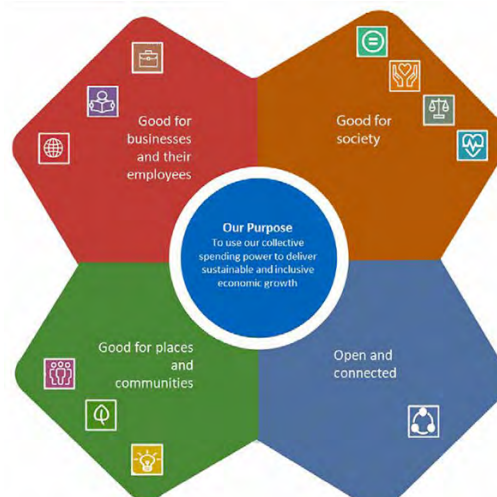 Good for
businesses
and their
employees
Good for
society
Our Purpose
To use our collective
spending power to deliver
sustainable and inclusive
economic growth
Good for places
and
communities
Open and
connected